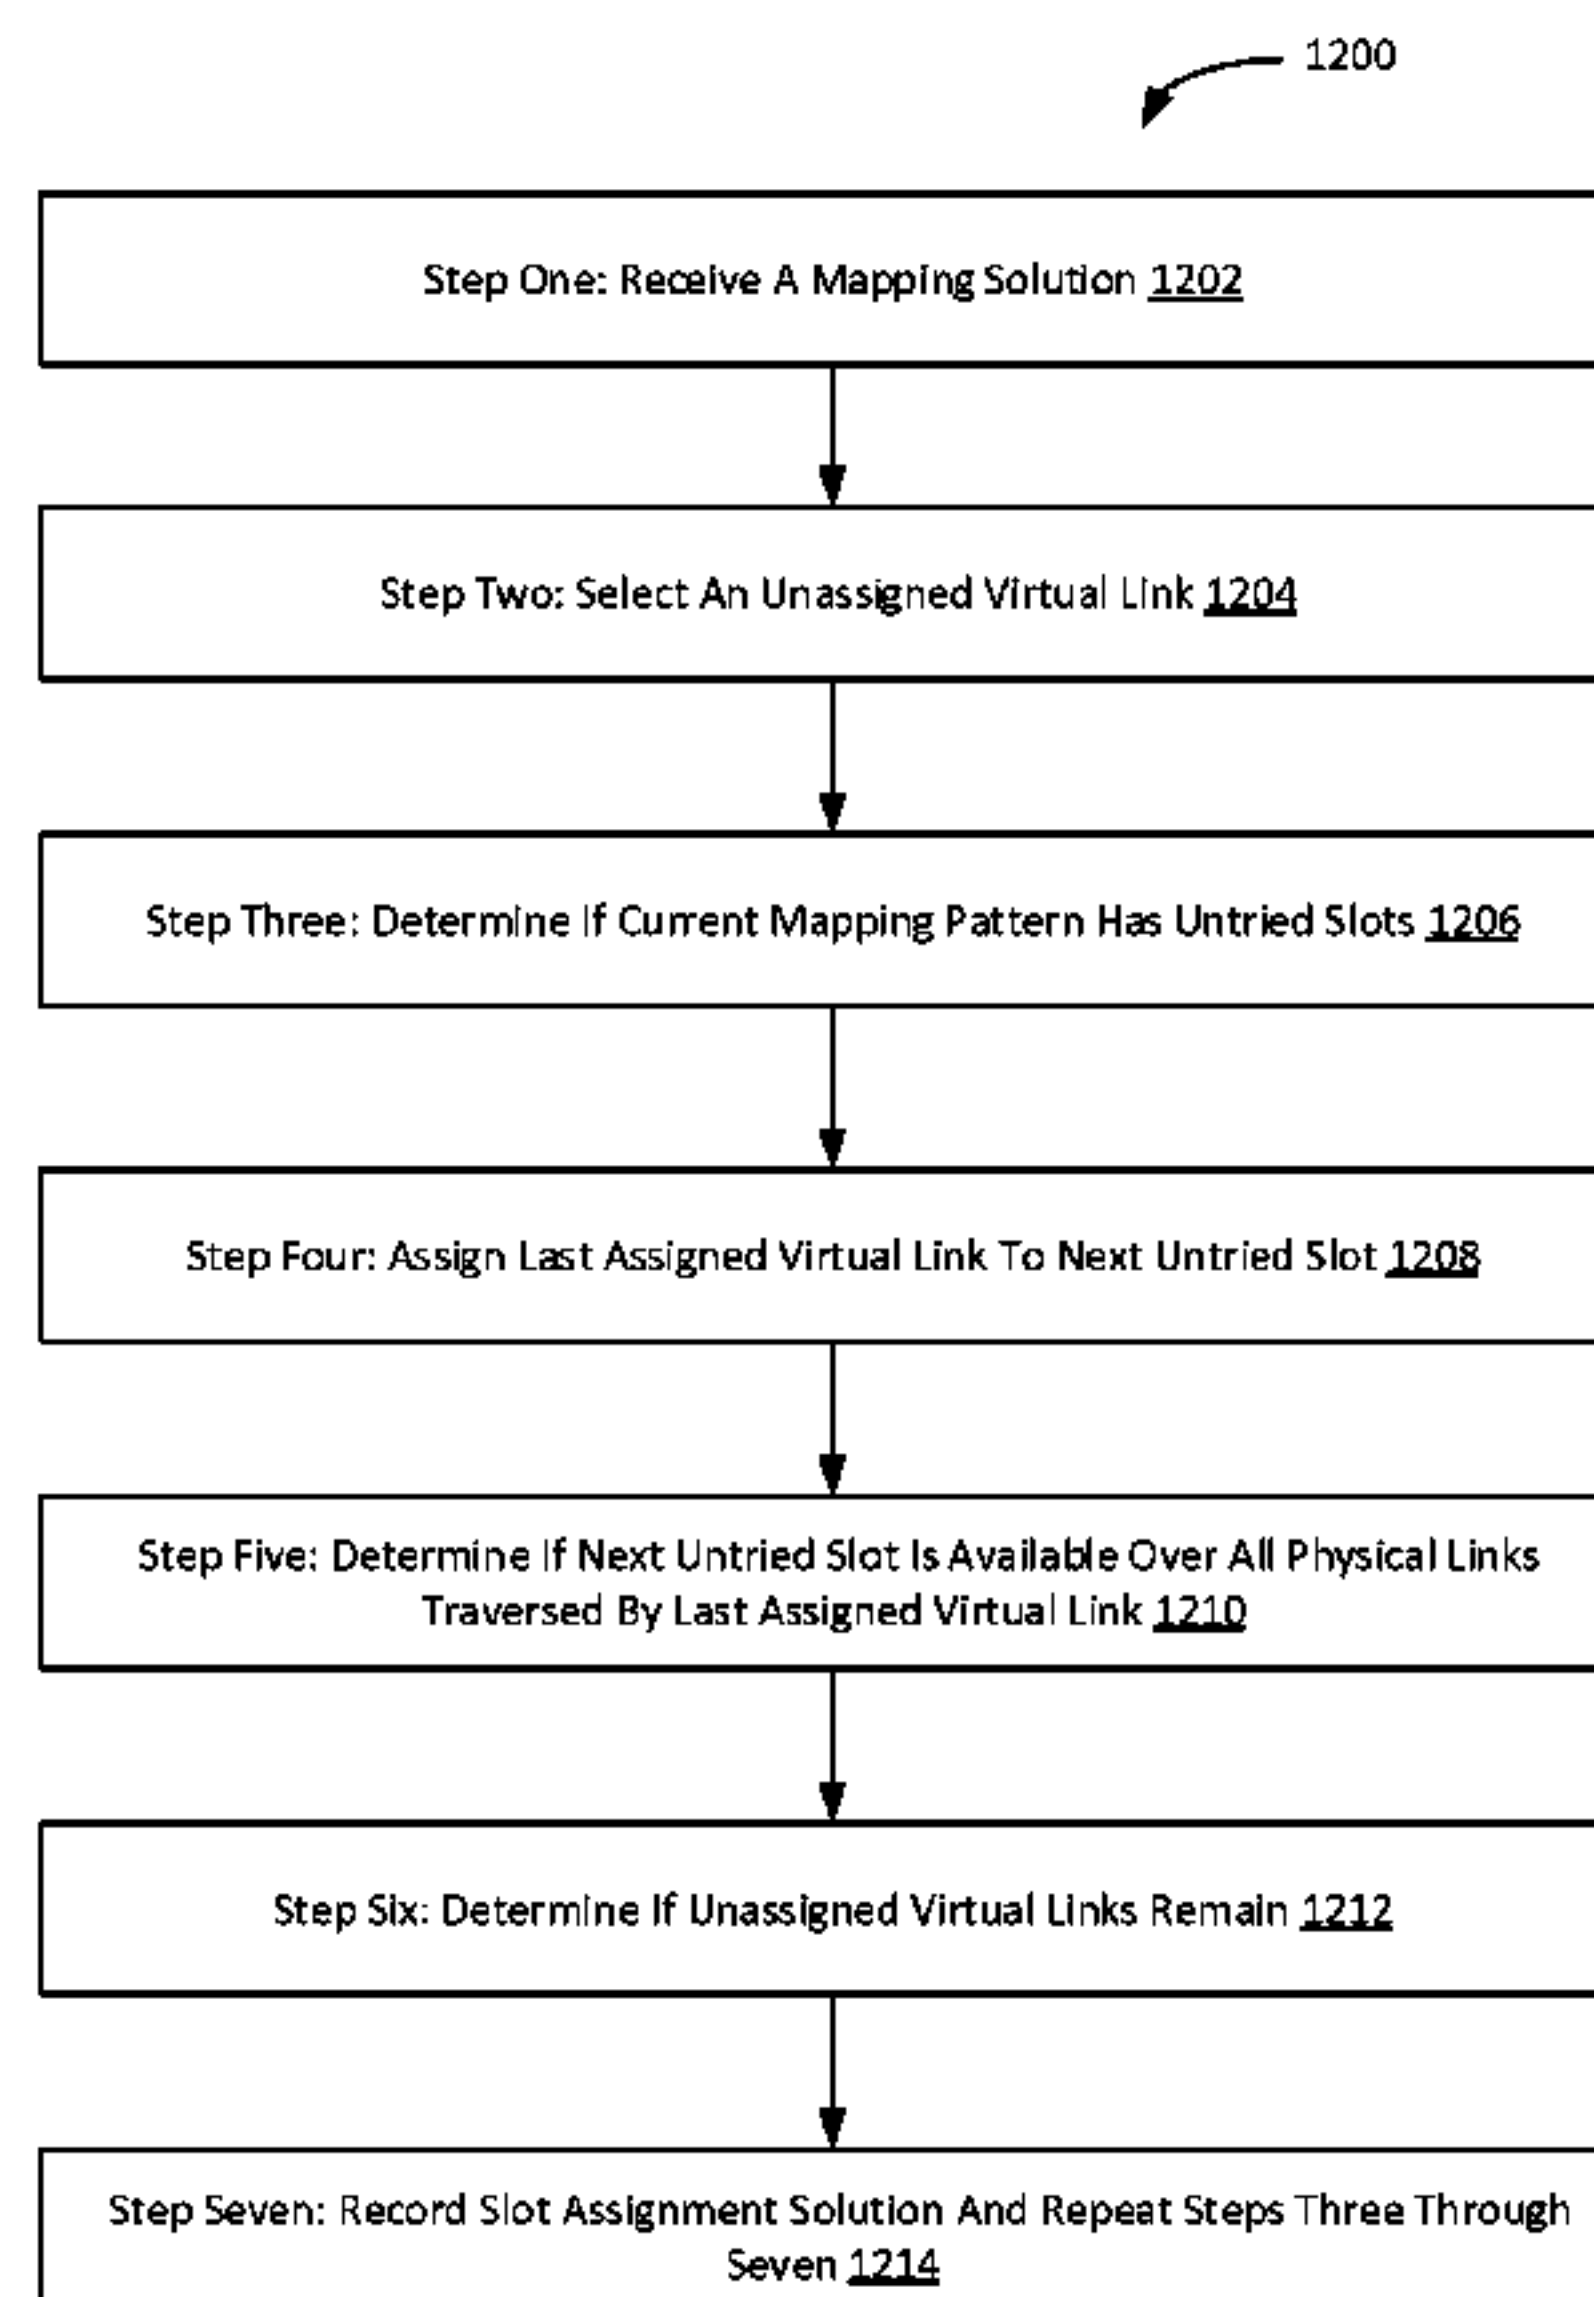 1200
Step One: Receive A Mapping Solution 1202
Step Two: Select An Unassigned Virtual Link 1204
Step Three: Determine If Current Mapping Pattern Has Untried Slots 1206
Step Four: Assign Last Assigned Virtual Link To Next Untried Slot 1208
Step Five: Determine If Next Untried Slot Is Available Over All Physical Links
Traversed By Last Assigned Virtual Link 1210
Step Six: Determine If Unassigned Virtual Links Remain 1212
Step Seven: Record Slot Assignment Solution And Repeat Steps Three Through
Seven 1214